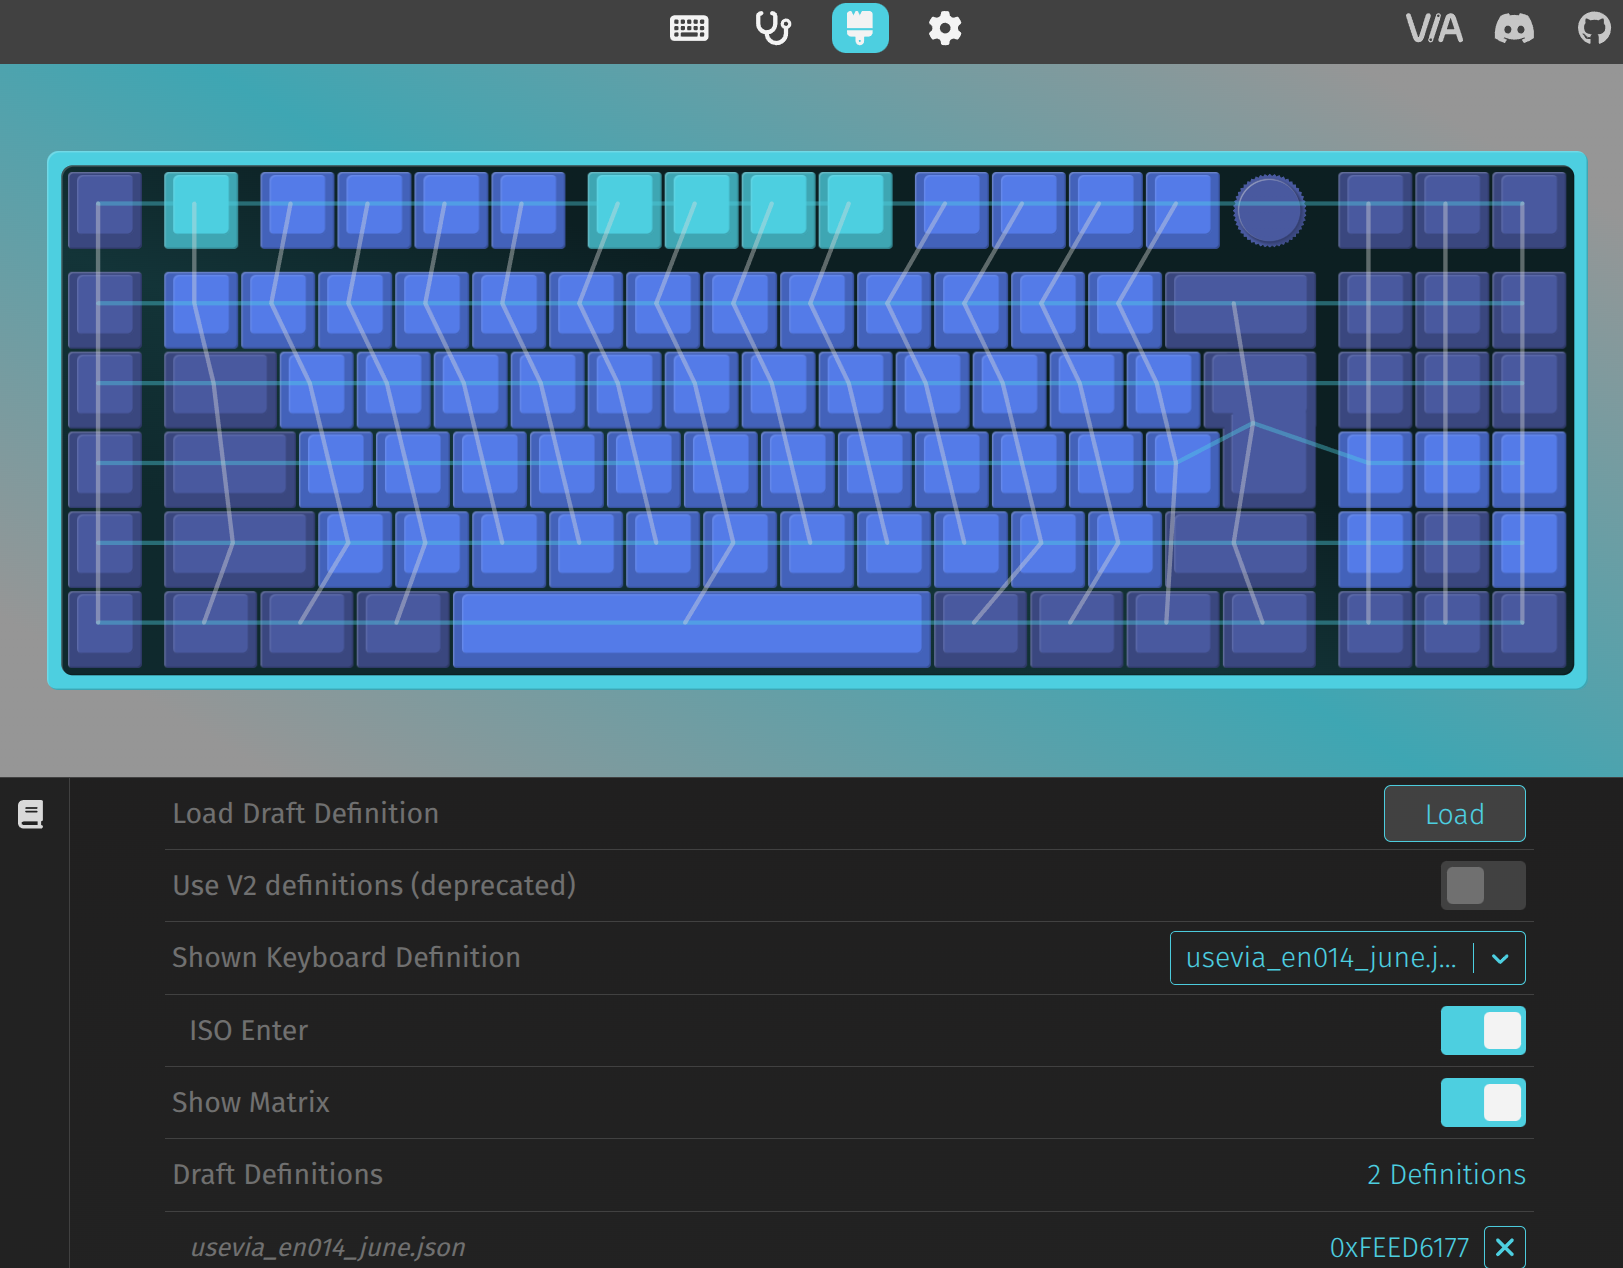 VIA
Load Draft Definition
Load
Use V2 definitions (deprecated)
Shown Keyboard Definition
usevia_en014_june.j...
ISO Enter
Show Matrix
Draft Definitions
2 Definitions
usevia_en014_june.json
0xFEED6177